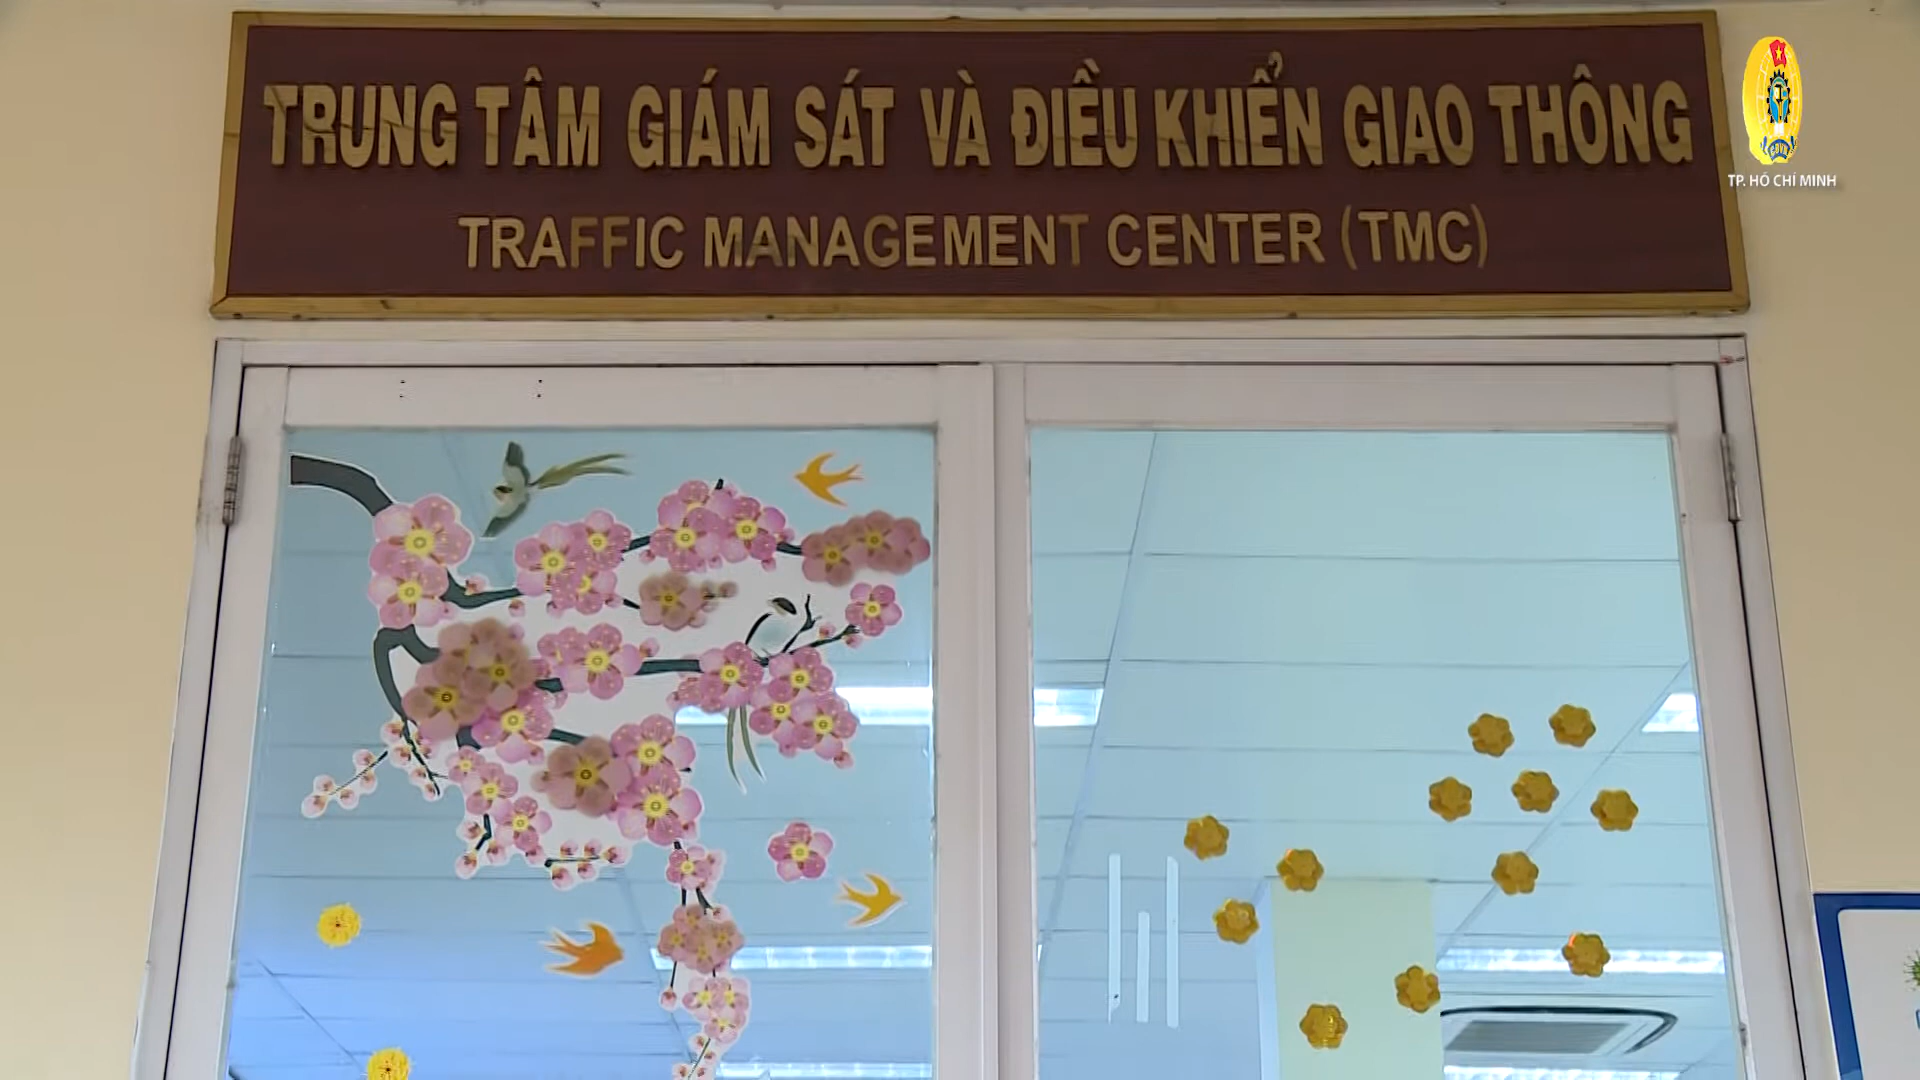 TRUNG TÂM GIÁM SÁT VÀ ĐIỀU KHIỂN GIAO THÔNG
TRAFFIC MANAGEMENT CENTER (TMC)
TP. HỒ CHÍ MINH